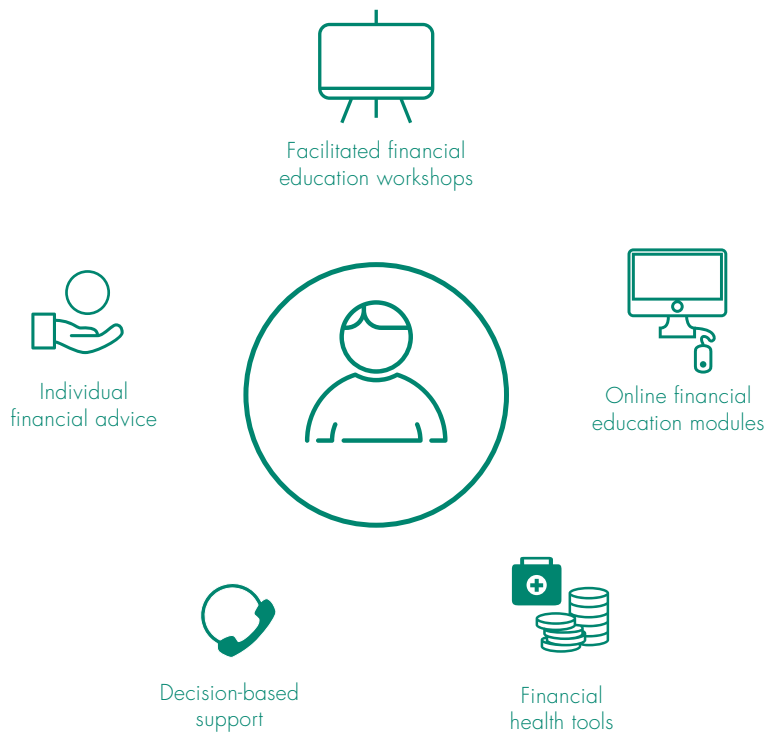 Facilitated financial
education workshops
Individual
financial advice
Online financial
education modules
Decision-based
support
Financial
health tools